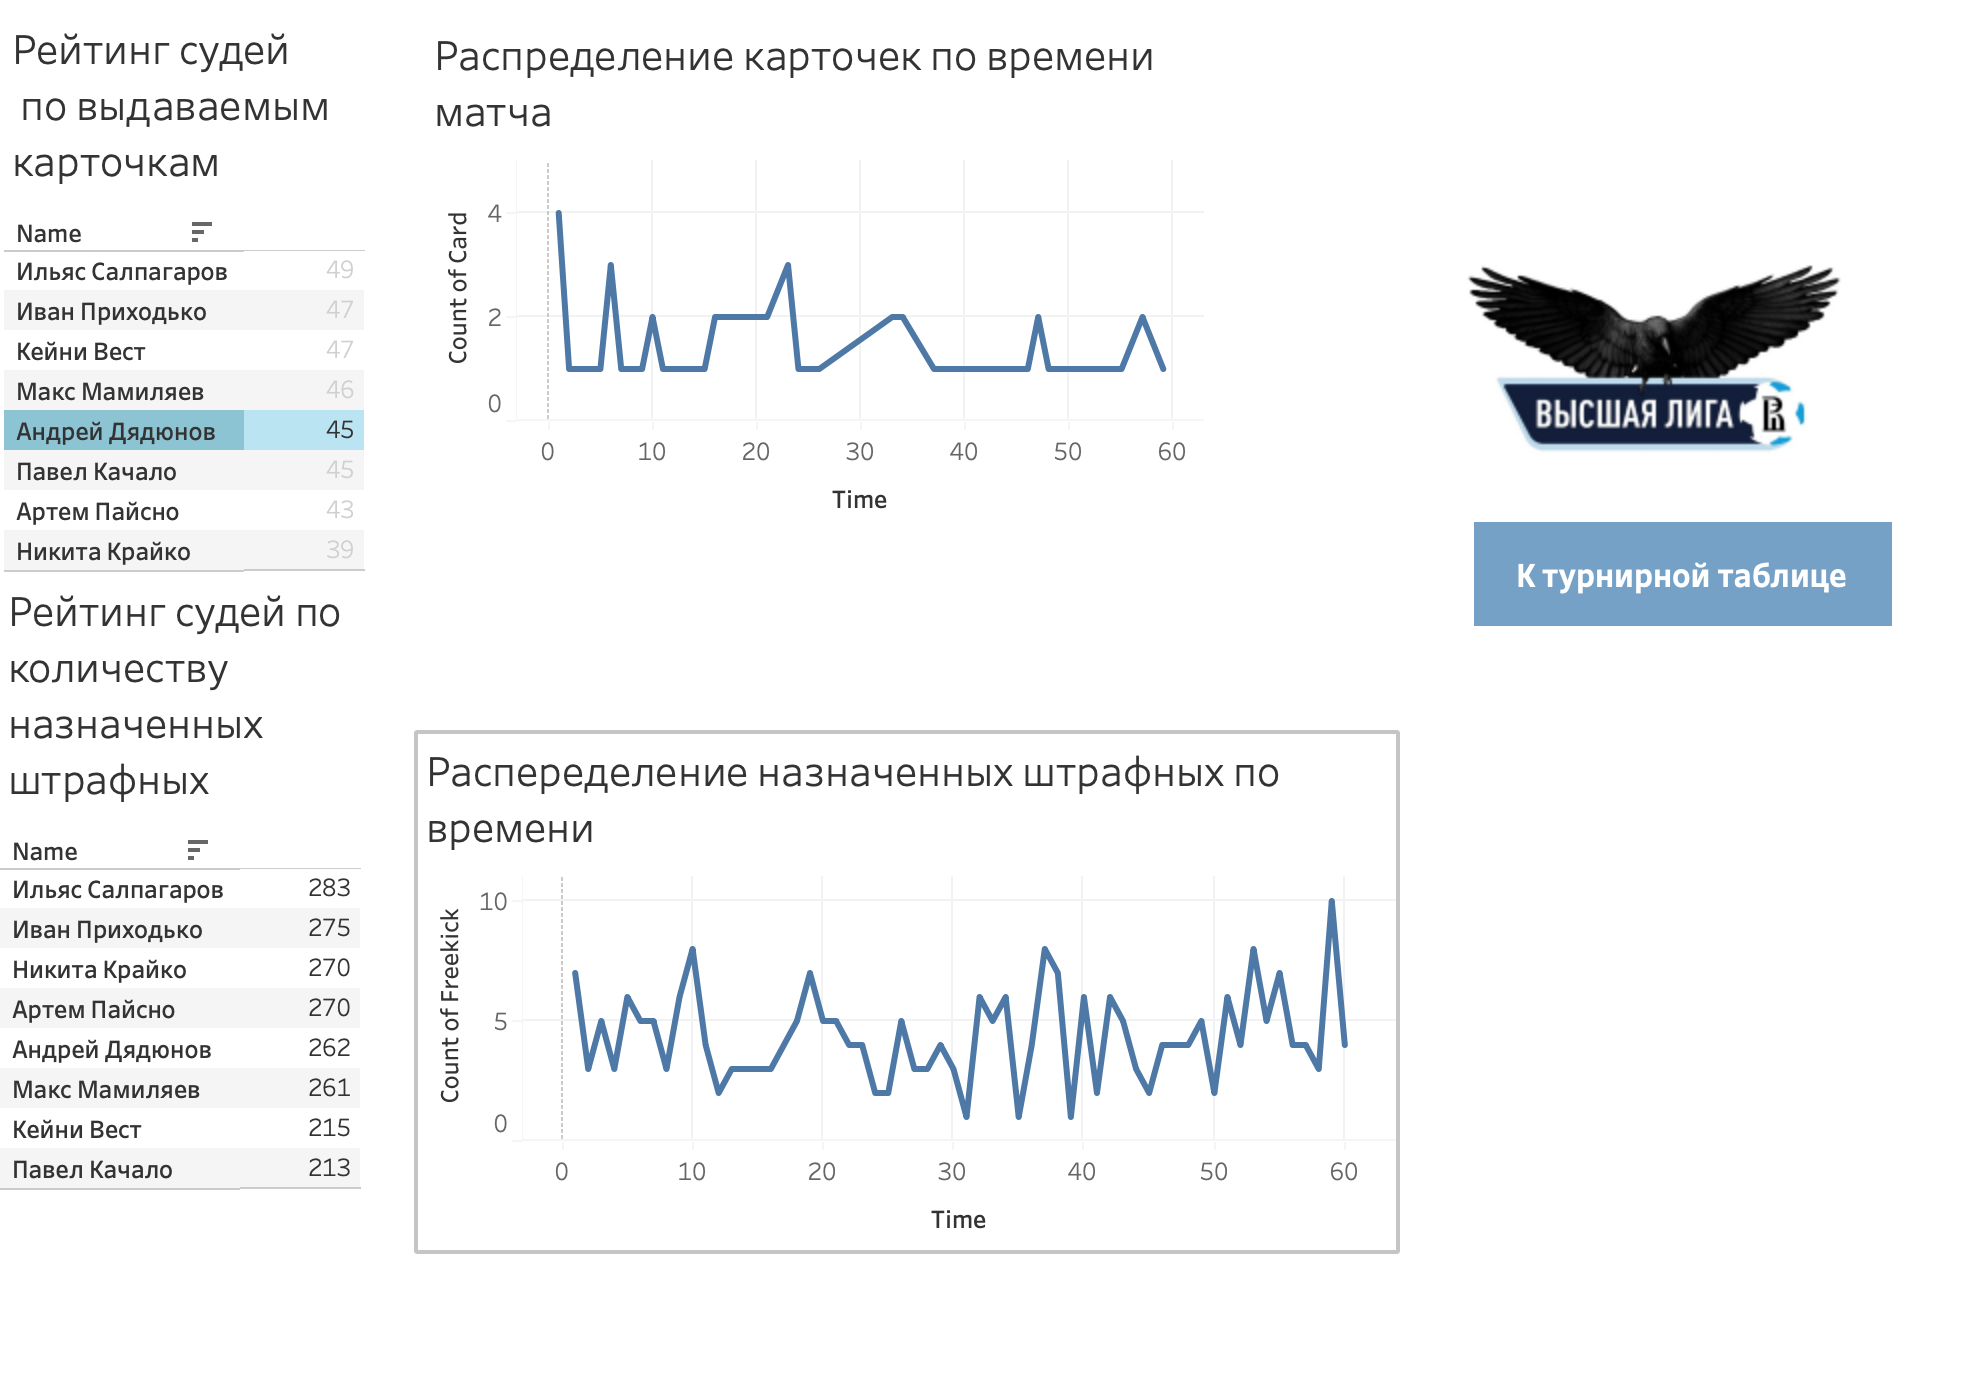 Рейтинг судей
по выдаваемым
карточкам
Name
Ильяс Салпагаров 49
Иван Приходько 47
Кейни Вест 47
Макс Мамиляев 46
Андрей Дядюнов 45
Павел Качало 45
Артем Пайсно 43
Никита Крайко 39
Рейтинг судей по
количеству
назначенных
штрафных
Name
Ильяс Салпагаров 283
Иван Приходько 275
Никита Крайко 270
Артем Пайсно 270
Андрей Дядюнов 262
Макс Мамиляев 261
Кейни Вест 215
Павел Качало 213
Распределение карточек по времени
матча
Count of Card
4
2
0
0 10 20 30 40 50 60
Time
Распеределение назначенных штрафных по
времени
Count of Freekick
10
5
0
0 10 20 30 40 50 60
Time
ВЫСШАЯ ЛИГА
К турнирной таблице